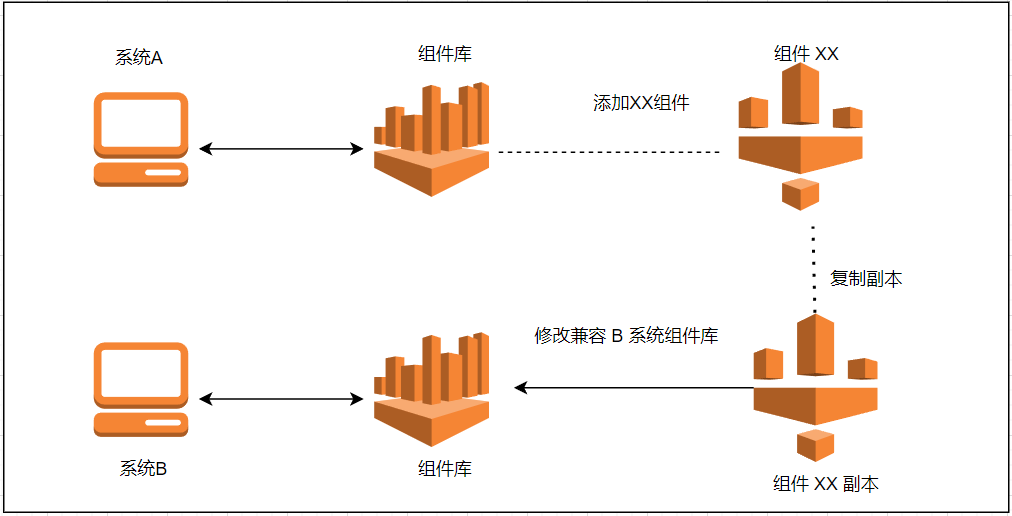 系统A
组件库
组件 XX
添加XX组件
复制副本
修改兼容 B 系统组件库
系统B
组件库
组件 XX 副本